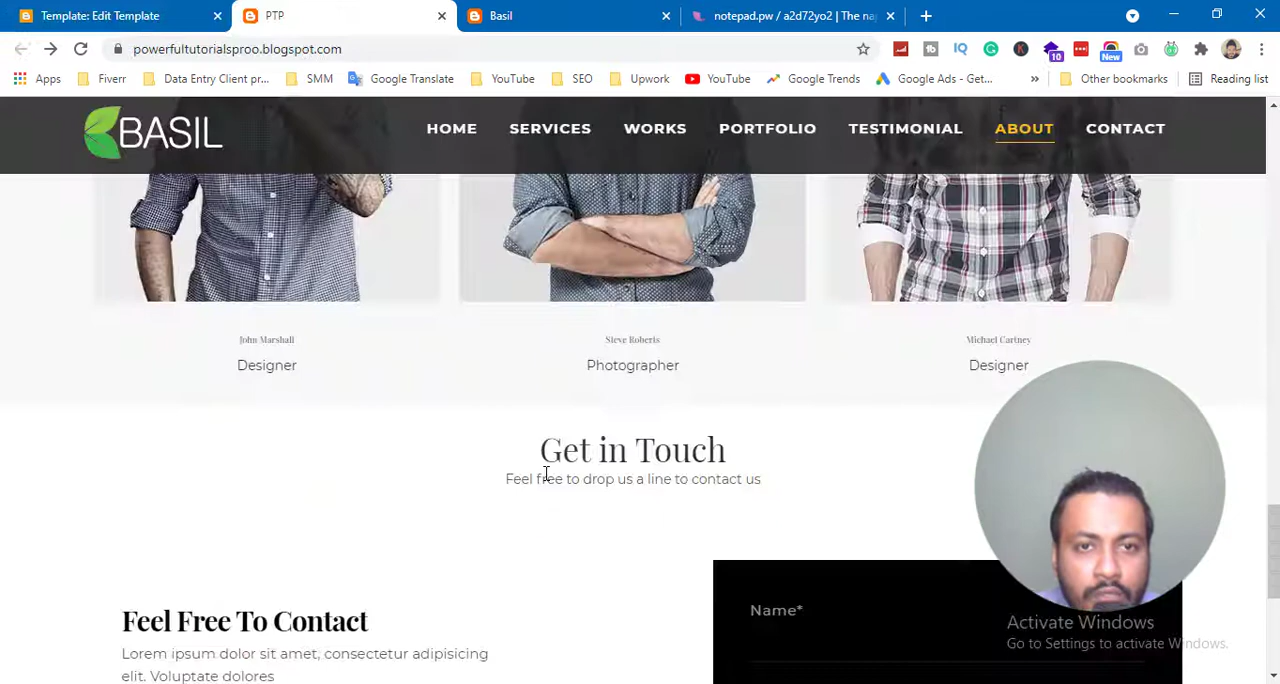 Template: Edit Template
PTP
Basil
notepad.pw / a2d72yo2 | The na
powerfultutorialsproo.blogspot.com
IQ
K
10
New
Apps
Fiverr
Data Entry Client pr...
SMM
Google Translate
YouTube
SEO
Upwork
YouTube
Google Trends
Google Ads - Get...
»
Other bookmarks
Reading list
BASIL
HOME
SERVICES
WORKS
PORTFOLIO
TESTIMONIAL
ABOUT
CONTACT
John Marshall
Steve Roberts
Michael Cartney
Designer
Photographer
Designer
Get in Touch
Feel free to drop us a line to contact us
Feel Free To Contact
Lorem ipsum dolor sit amet, consectetur adipisicing
elit. Voluptate dolores
Name*
Activate Windows
Go to Settings to activate Windows.